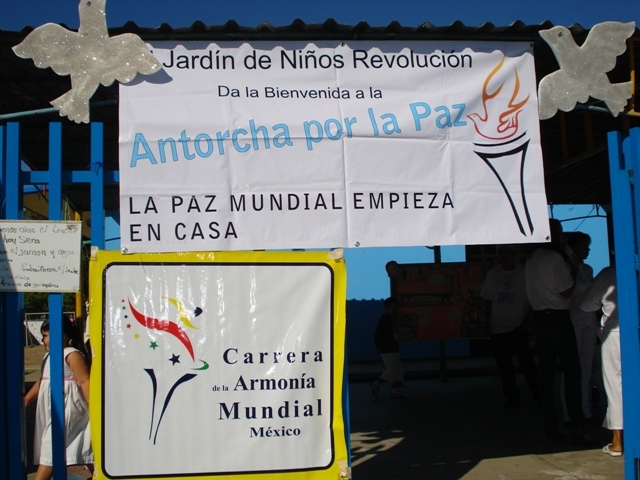 Jardín de Niños Revolución
Da la Bienvenida a la
Antorcha por la Paz
LA PAZ MUNDIAL EMPIEZA
EN CASA
Carrera
de la Armonía
Mundial
México